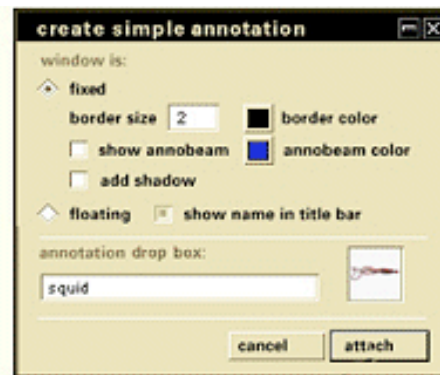 create simple annotation
window is:
fixed
border size 2 border color
show annobeam annobeam color
add shadow
floating show name in title bar
annotation drop box:
squid
cancel attach